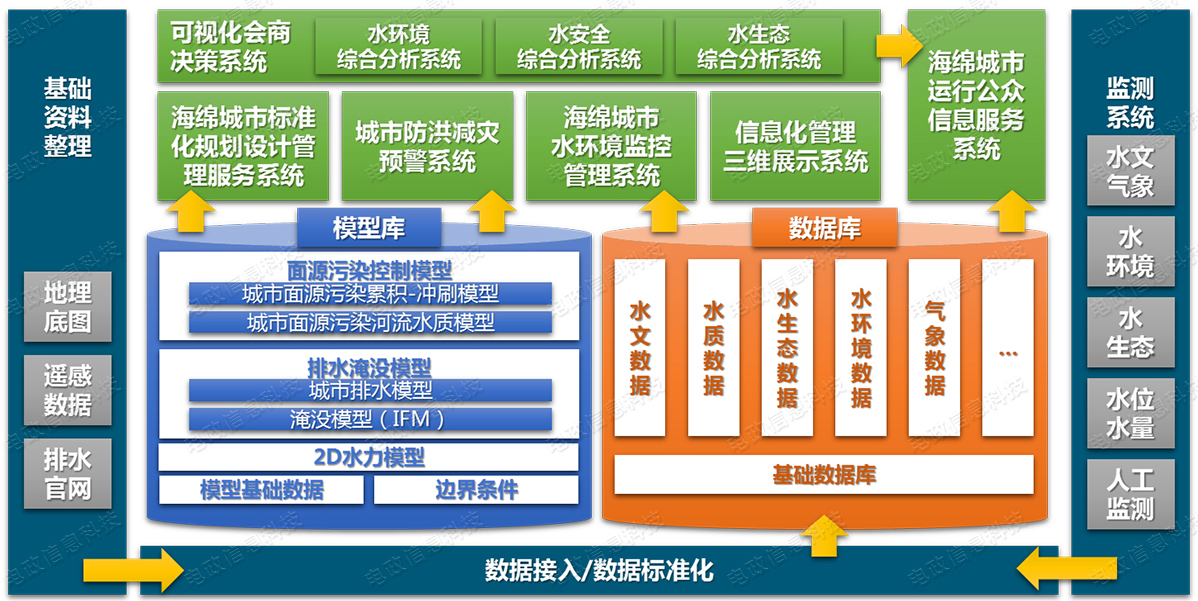 基础
资料
整理
地理
底图
遥感
数据
排水
官网
可视化会商
决策系统
水环境
综合分析系统
水安全
综合分析系统
水生态
综合分析系统
海绵城市
运行公众
信息服务
系统
海绵城市标准
化规划设计管
理服务系统
城市防洪减灾
预警系统
海绵城市
水环境监控
管理系统
信息化管理
三维展示系统
模型库
面源污染控制模型
城市面源污染累积-冲刷模型
城市面源污染河流水质模型
排水淹没模型
城市排水模型
淹没模型（IFM）
2D水力模型
模型基础数据
边界条件
数据库
水文数据
水质数据
水生态数据
水环境数据
气象数据
...
基础数据库
数据接入/数据标准化
监测
系统
水文
气象
水
环境
水
生态
水位
水量
人工
监测